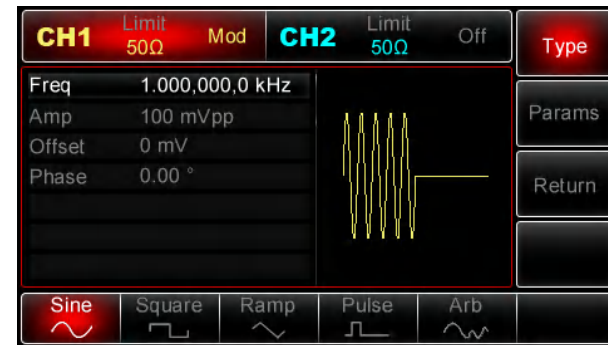 CH1 Limit 50Ω Mod CH2 Limit 50Ω Off Type
Freq 1.000,000,0 kHz
Amp 100 mVpp Params
Offset 0 mV
Phase 0.00 ° Return
Sine Square Ramp Pulse Arb